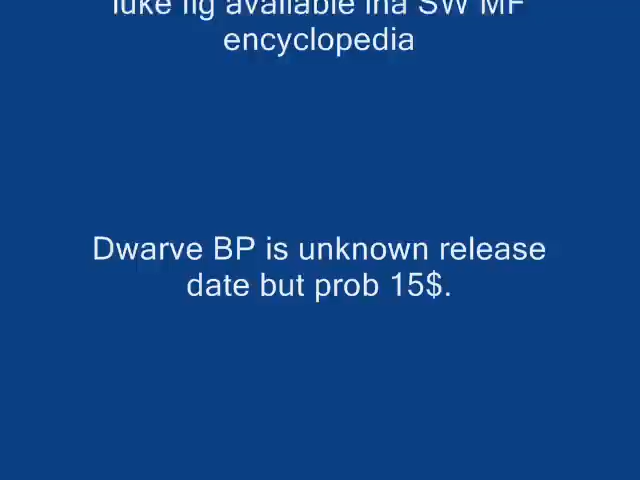 luke fig available ina SW MF
encyclopedia
Dwarve BP is unknown release
date but prob 15$.